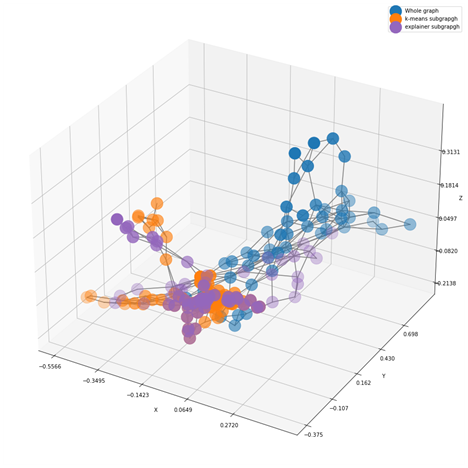 Whole graph
k-means subgrapgh
explainer subgrapgh
0.3131
Z
0.1814
0.0497
−0.0820
−0.2138
0.698
0.430
Y
0.162
−0.107
−0.375
−0.5566
−0.3495
−0.1423
X
0.0649
0.2720